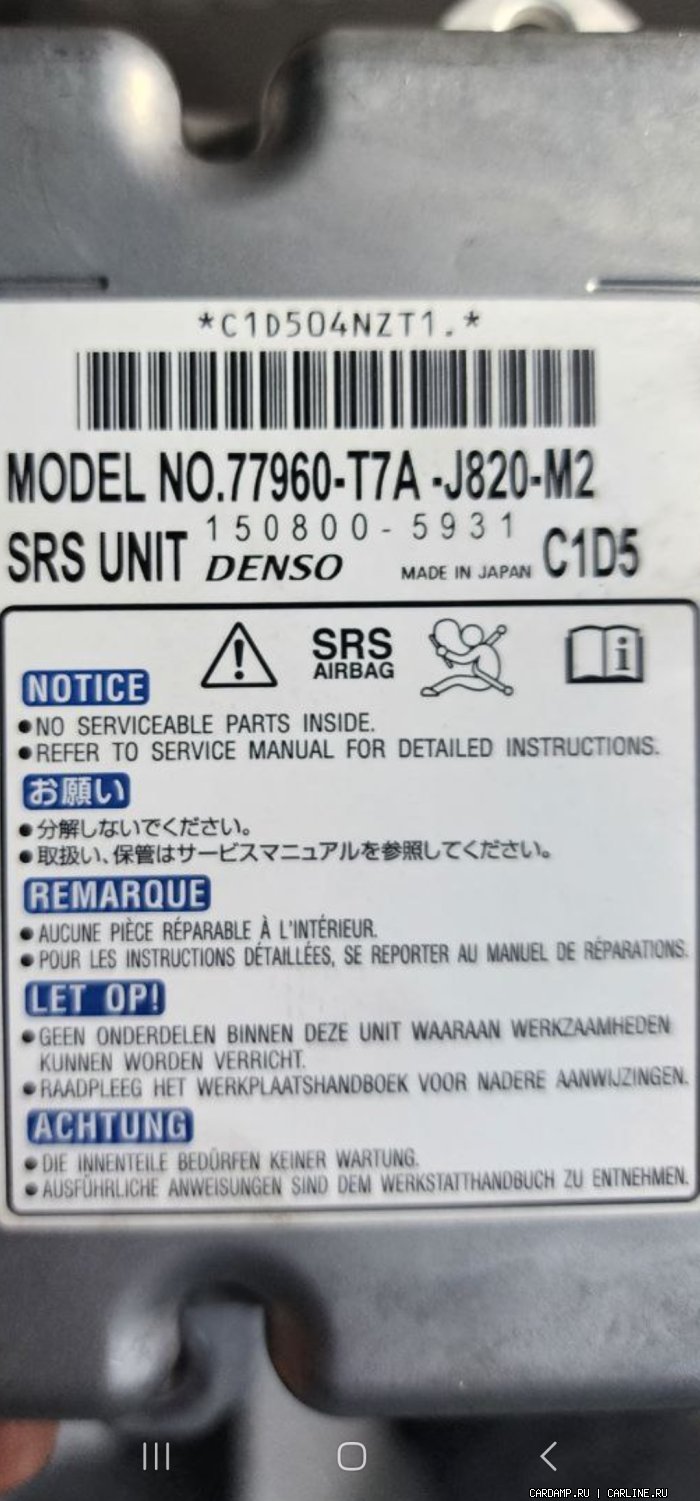 *C1D504NZT1.*
MODEL NO.77960-T7A -J820-M2
150800-5931
SRS UNIT DENSO MADE IN JAPAN C1D5
SRS
AIRBAG
i
NOTICE
●NO SERVICEABLE PARTS INSIDE.
●REFER TO SERVICE MANUAL FOR DETAILED INSTRUCTIONS.
お願い
●分解しないでください。
●取扱い、保管はサービスマニュアルを参照してください。
REMARQUE
●AUCUNE PIÈCE RÉPARABLE À L'INTÉRIEUR.
●POUR LES INSTRUCTIONS DÉTAILLÉES, SE REPORTER AU MANUEL DE RÉPARATIONS.
LET OP!
●GEEN ONDERDELEN BINNEN DEZE UNIT WAARAAN WERKZAAMHEDEN
KUNNEN WORDEN VERRICHT.
●RAADPLEEG HET WERKPLAATSHANDBOEK VOOR NADERE AANWIJZINGEN.
ACHTUNG
●DIE INNENTEILE BEDÜRFEN KEINER WARTUNG.
●AUSFÜHRLICHE ANWEISUNGEN SIND DEM WERKSTATTHANDBUCH ZU ENTNEHMEN.
CARDAMP.RU | CARLINE.RU